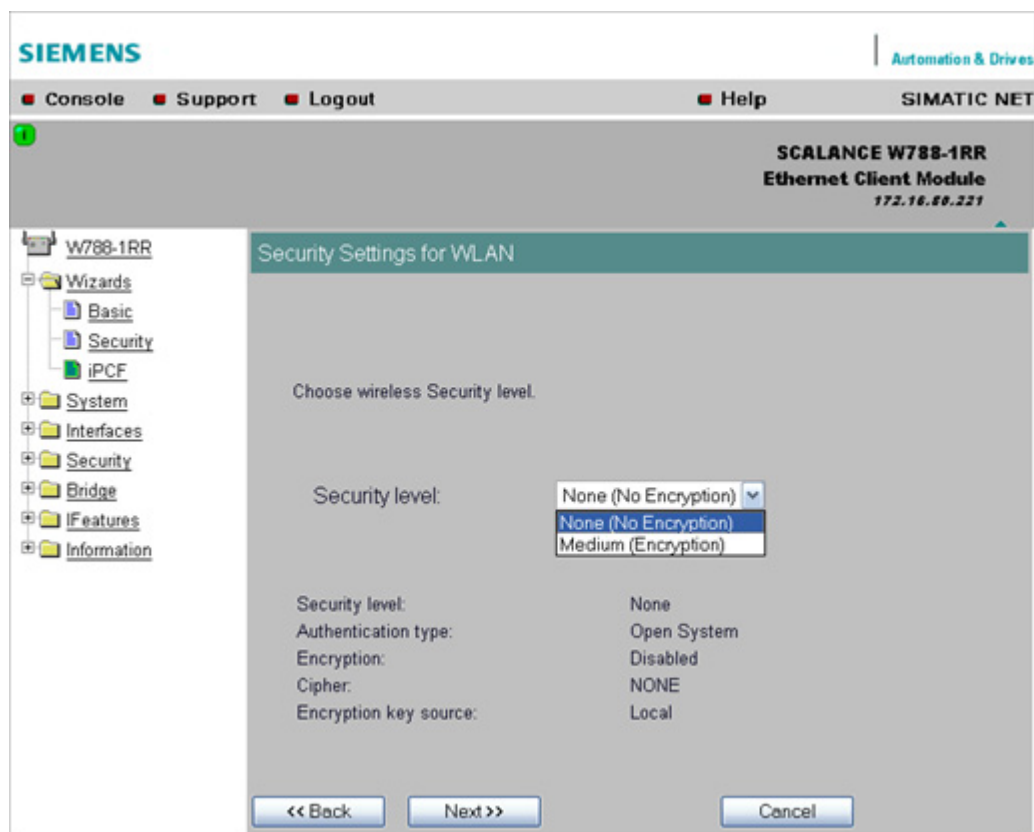 SIEMENS
Automation & Drives
Console Support Logout Help SIMATIC NET
SCALANCE W788-1RR
Ethernet Client Module
172.16.80.221
W788-1RR
Wizards
Basic
Security
iPCF
System
Interfaces
Security
Bridge
IFeatures
Information
Security Settings for WLAN
Choose wireless Security level.
Security level: None (No Encryption)
None (No Encryption)
Medium (Encryption)
Security level: None
Authentication type: Open System
Encryption: Disabled
Cipher: NONE
Encryption key source: Local
<< Back Next >> Cancel